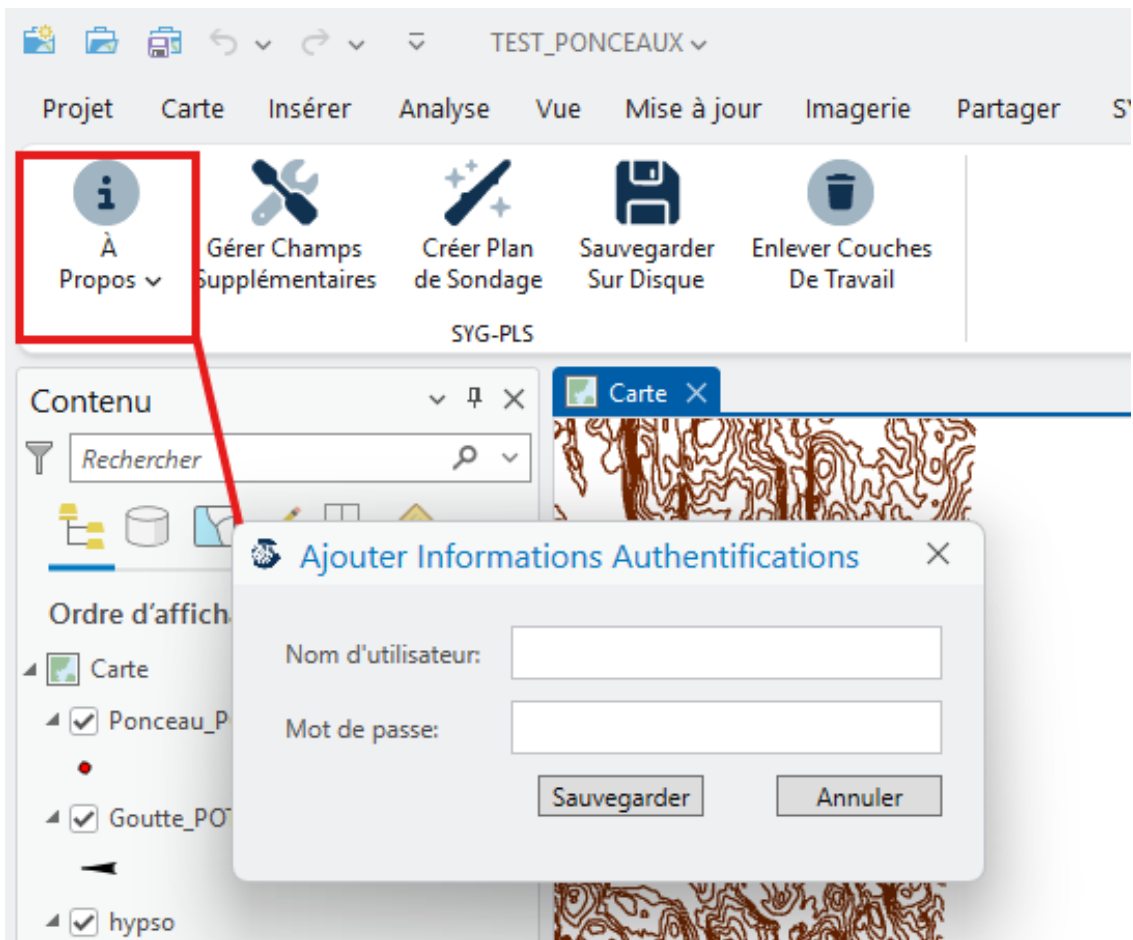 TEST_PONCEAUX
Projet Carte Insérer Analyse Vue Mise à jour Imagerie Partager
À Propos
Gérer Champs Supplémentaires
Créer Plan de Sondage
Sauvegarder Sur Disque
Enlever Couches De Travail
SYG-PLS
Contenu
Carte
Rechercher
Ajouter Informations Authentifications
Ordre d'affich
Nom d'utilisateur:
Carte
Ponceau_P
Mot de passe:
Sauvegarder Annuler
Goutte_PO
hypso